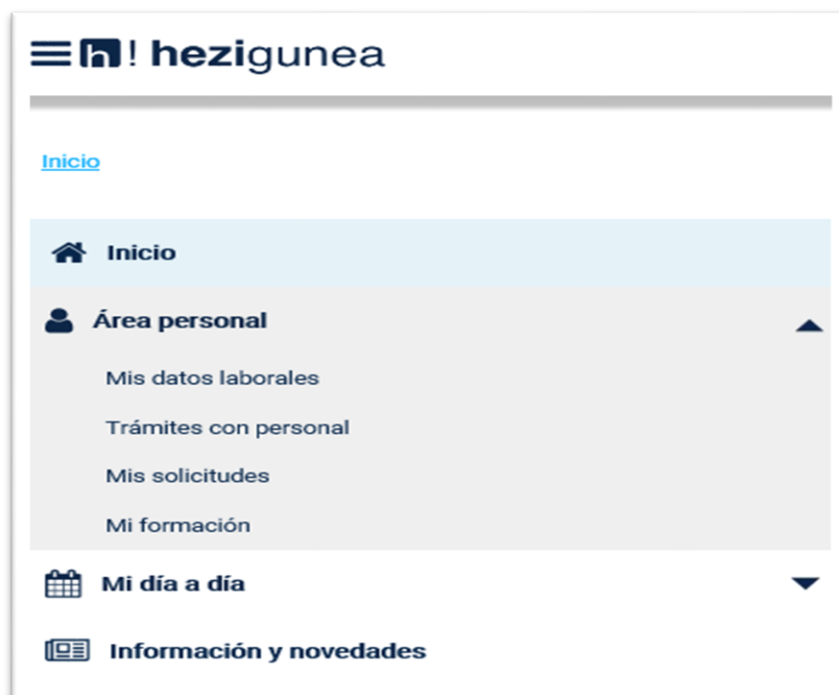 h! hezigunea
Inicio
Inicio
Área personal
Mis datos laborales
Trámites con personal
Mis solicitudes
Mi formación
Mi día a día
Información y novedades